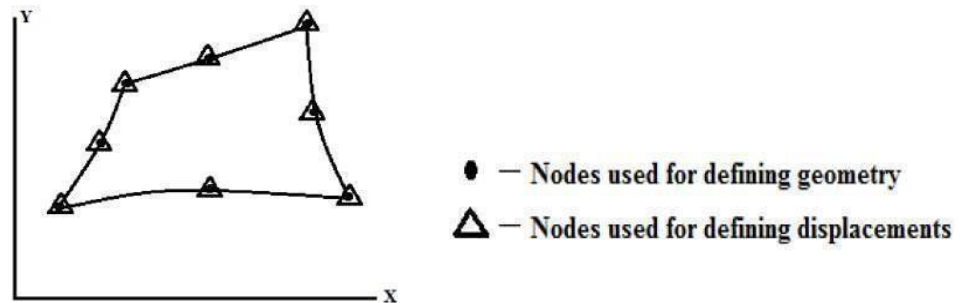 Y
X
— Nodes used for defining geometry
— Nodes used for defining displacements